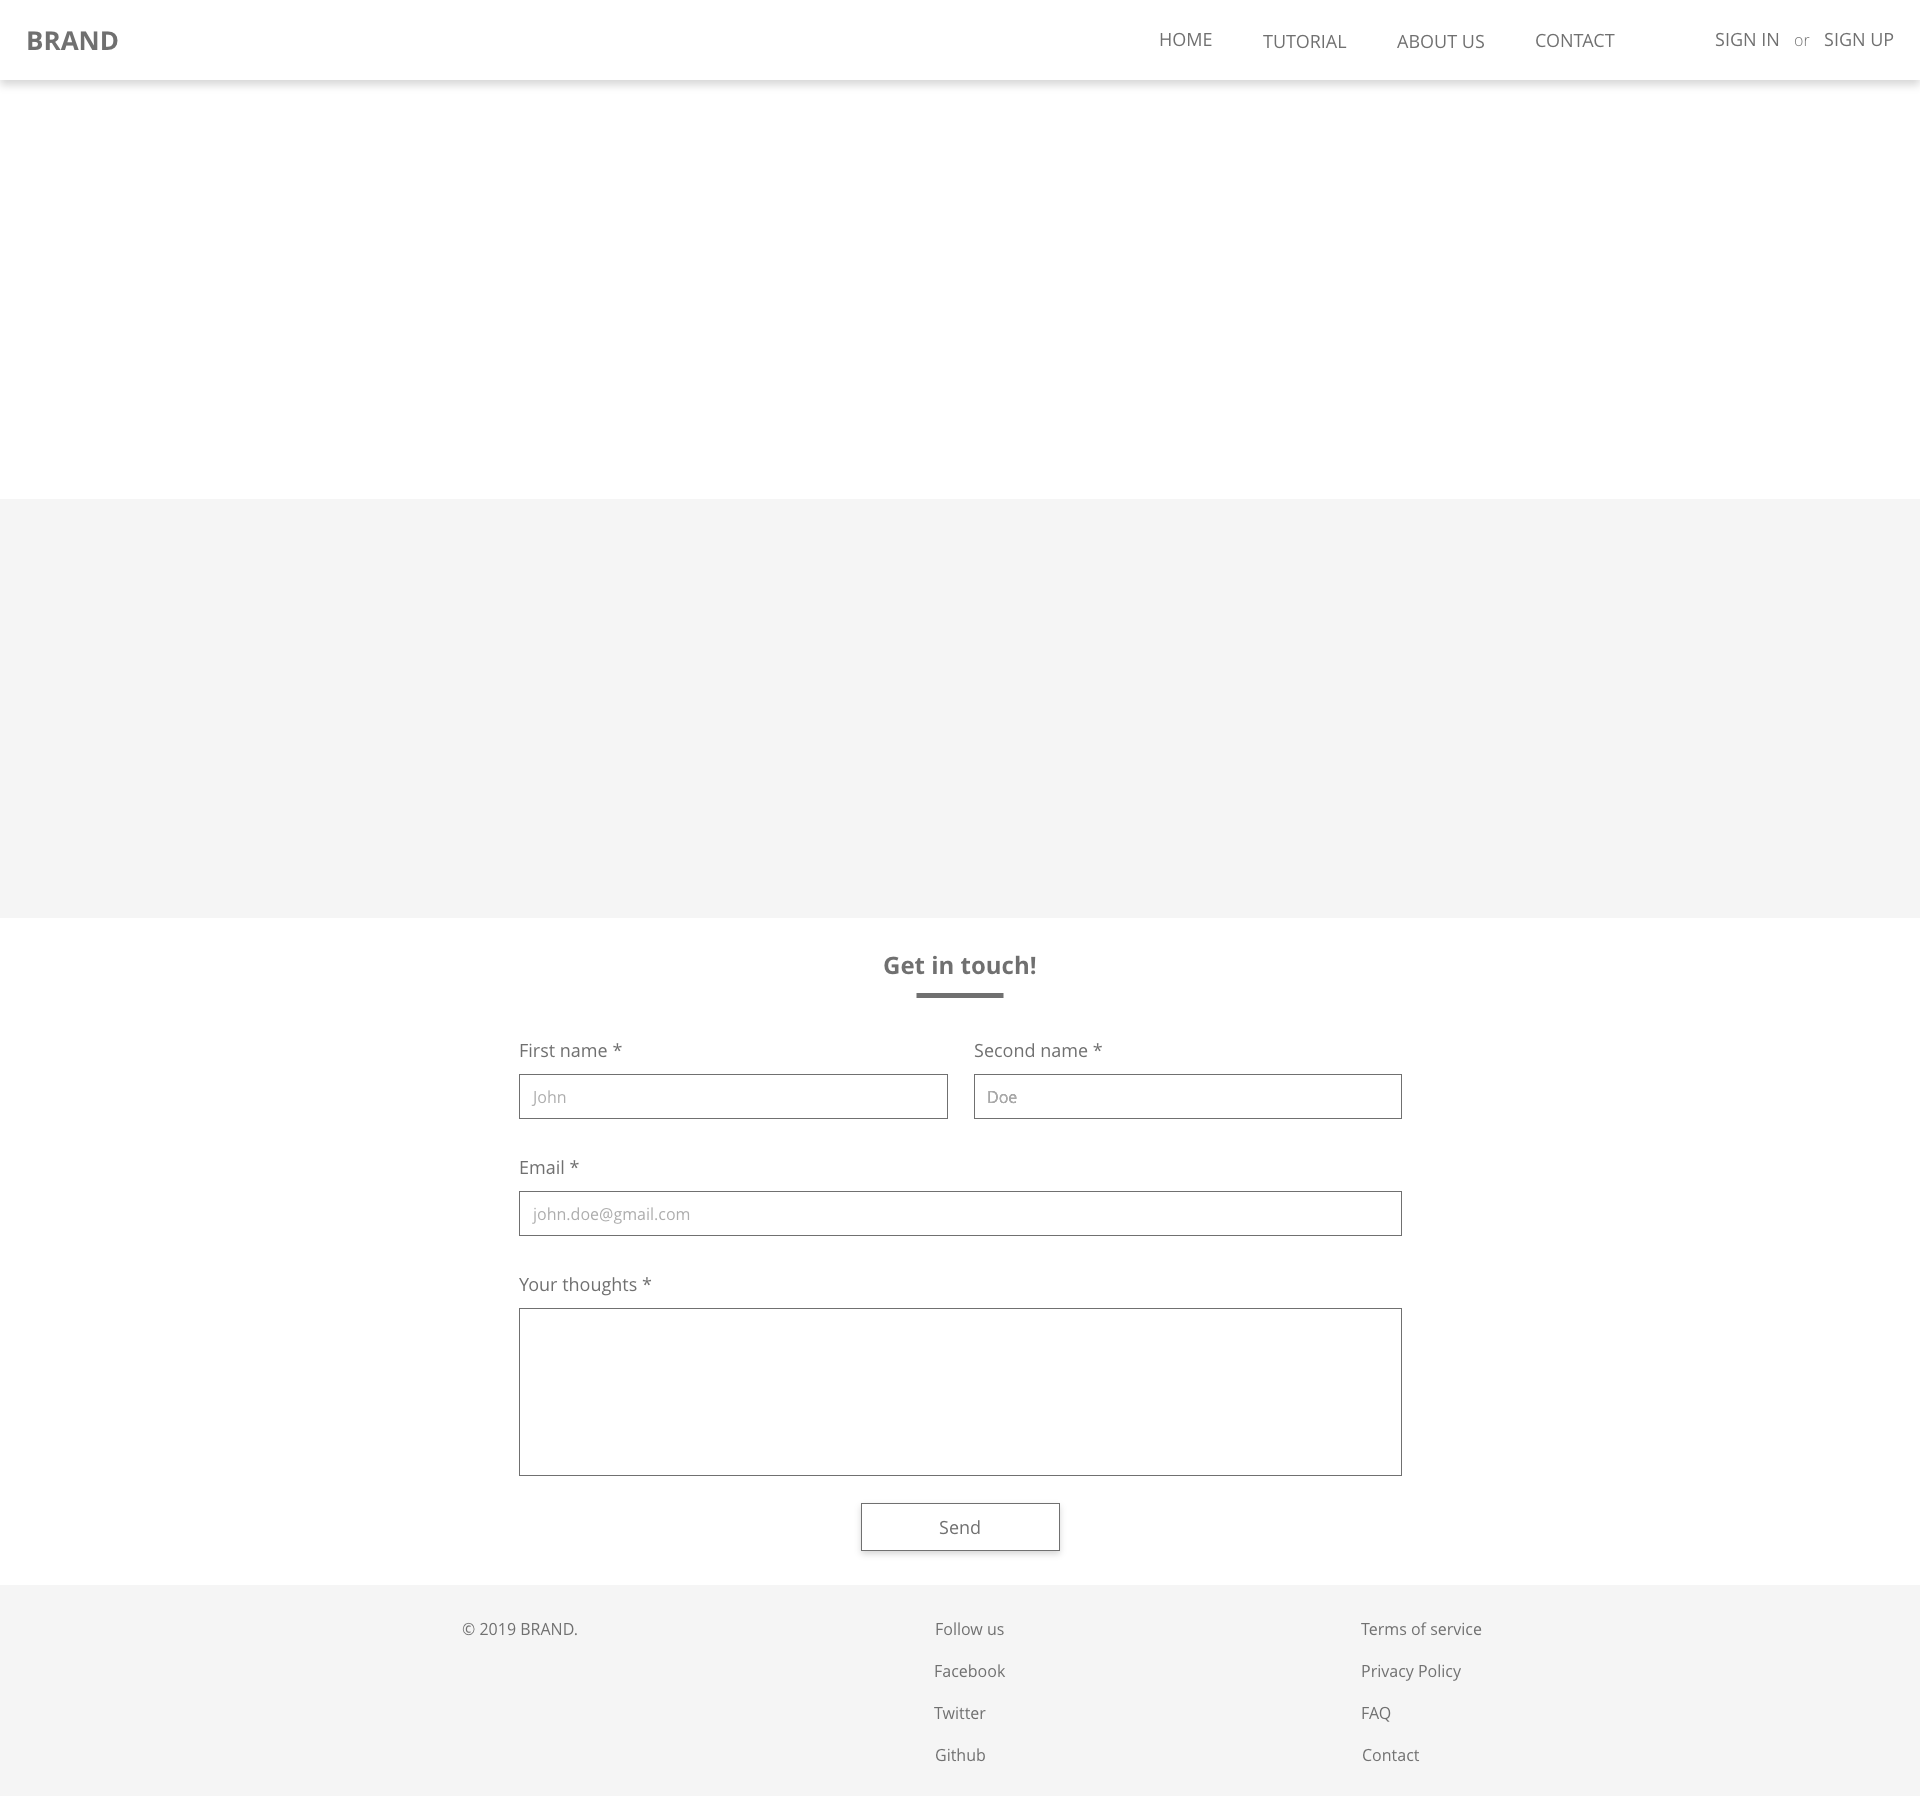 BRAND HOME TUTORIAL ABOUT US CONTACT SIGN IN or SIGN UP
Get in touch!
First name * Second name *
John Doe
Email *
john.doe@gmail.com
Your thoughts *
Send
© 2019 BRAND. Follow us Terms of service
Facebook Privacy Policy
Twitter FAQ
Github Contact